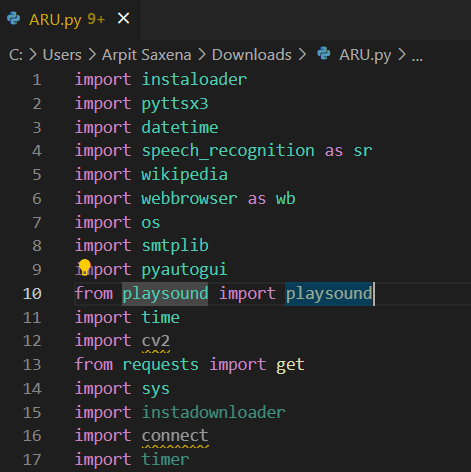 ARU.py 9+ ×
C: > Users > Arpit Saxena > Downloads > ARU.py > ...
1 import instaloader
2 import pyttsx3
3 import datetime
4 import speech_recognition as sr
5 import wikipedia
6 import webbrowser as wb
7 import os
8 import smtplib
9 import pyautogui
10 from playsound import playsound
11 import time
12 import cv2
13 from requests import get
14 import sys
15 import instadownloader
16 import connect
17 import timer